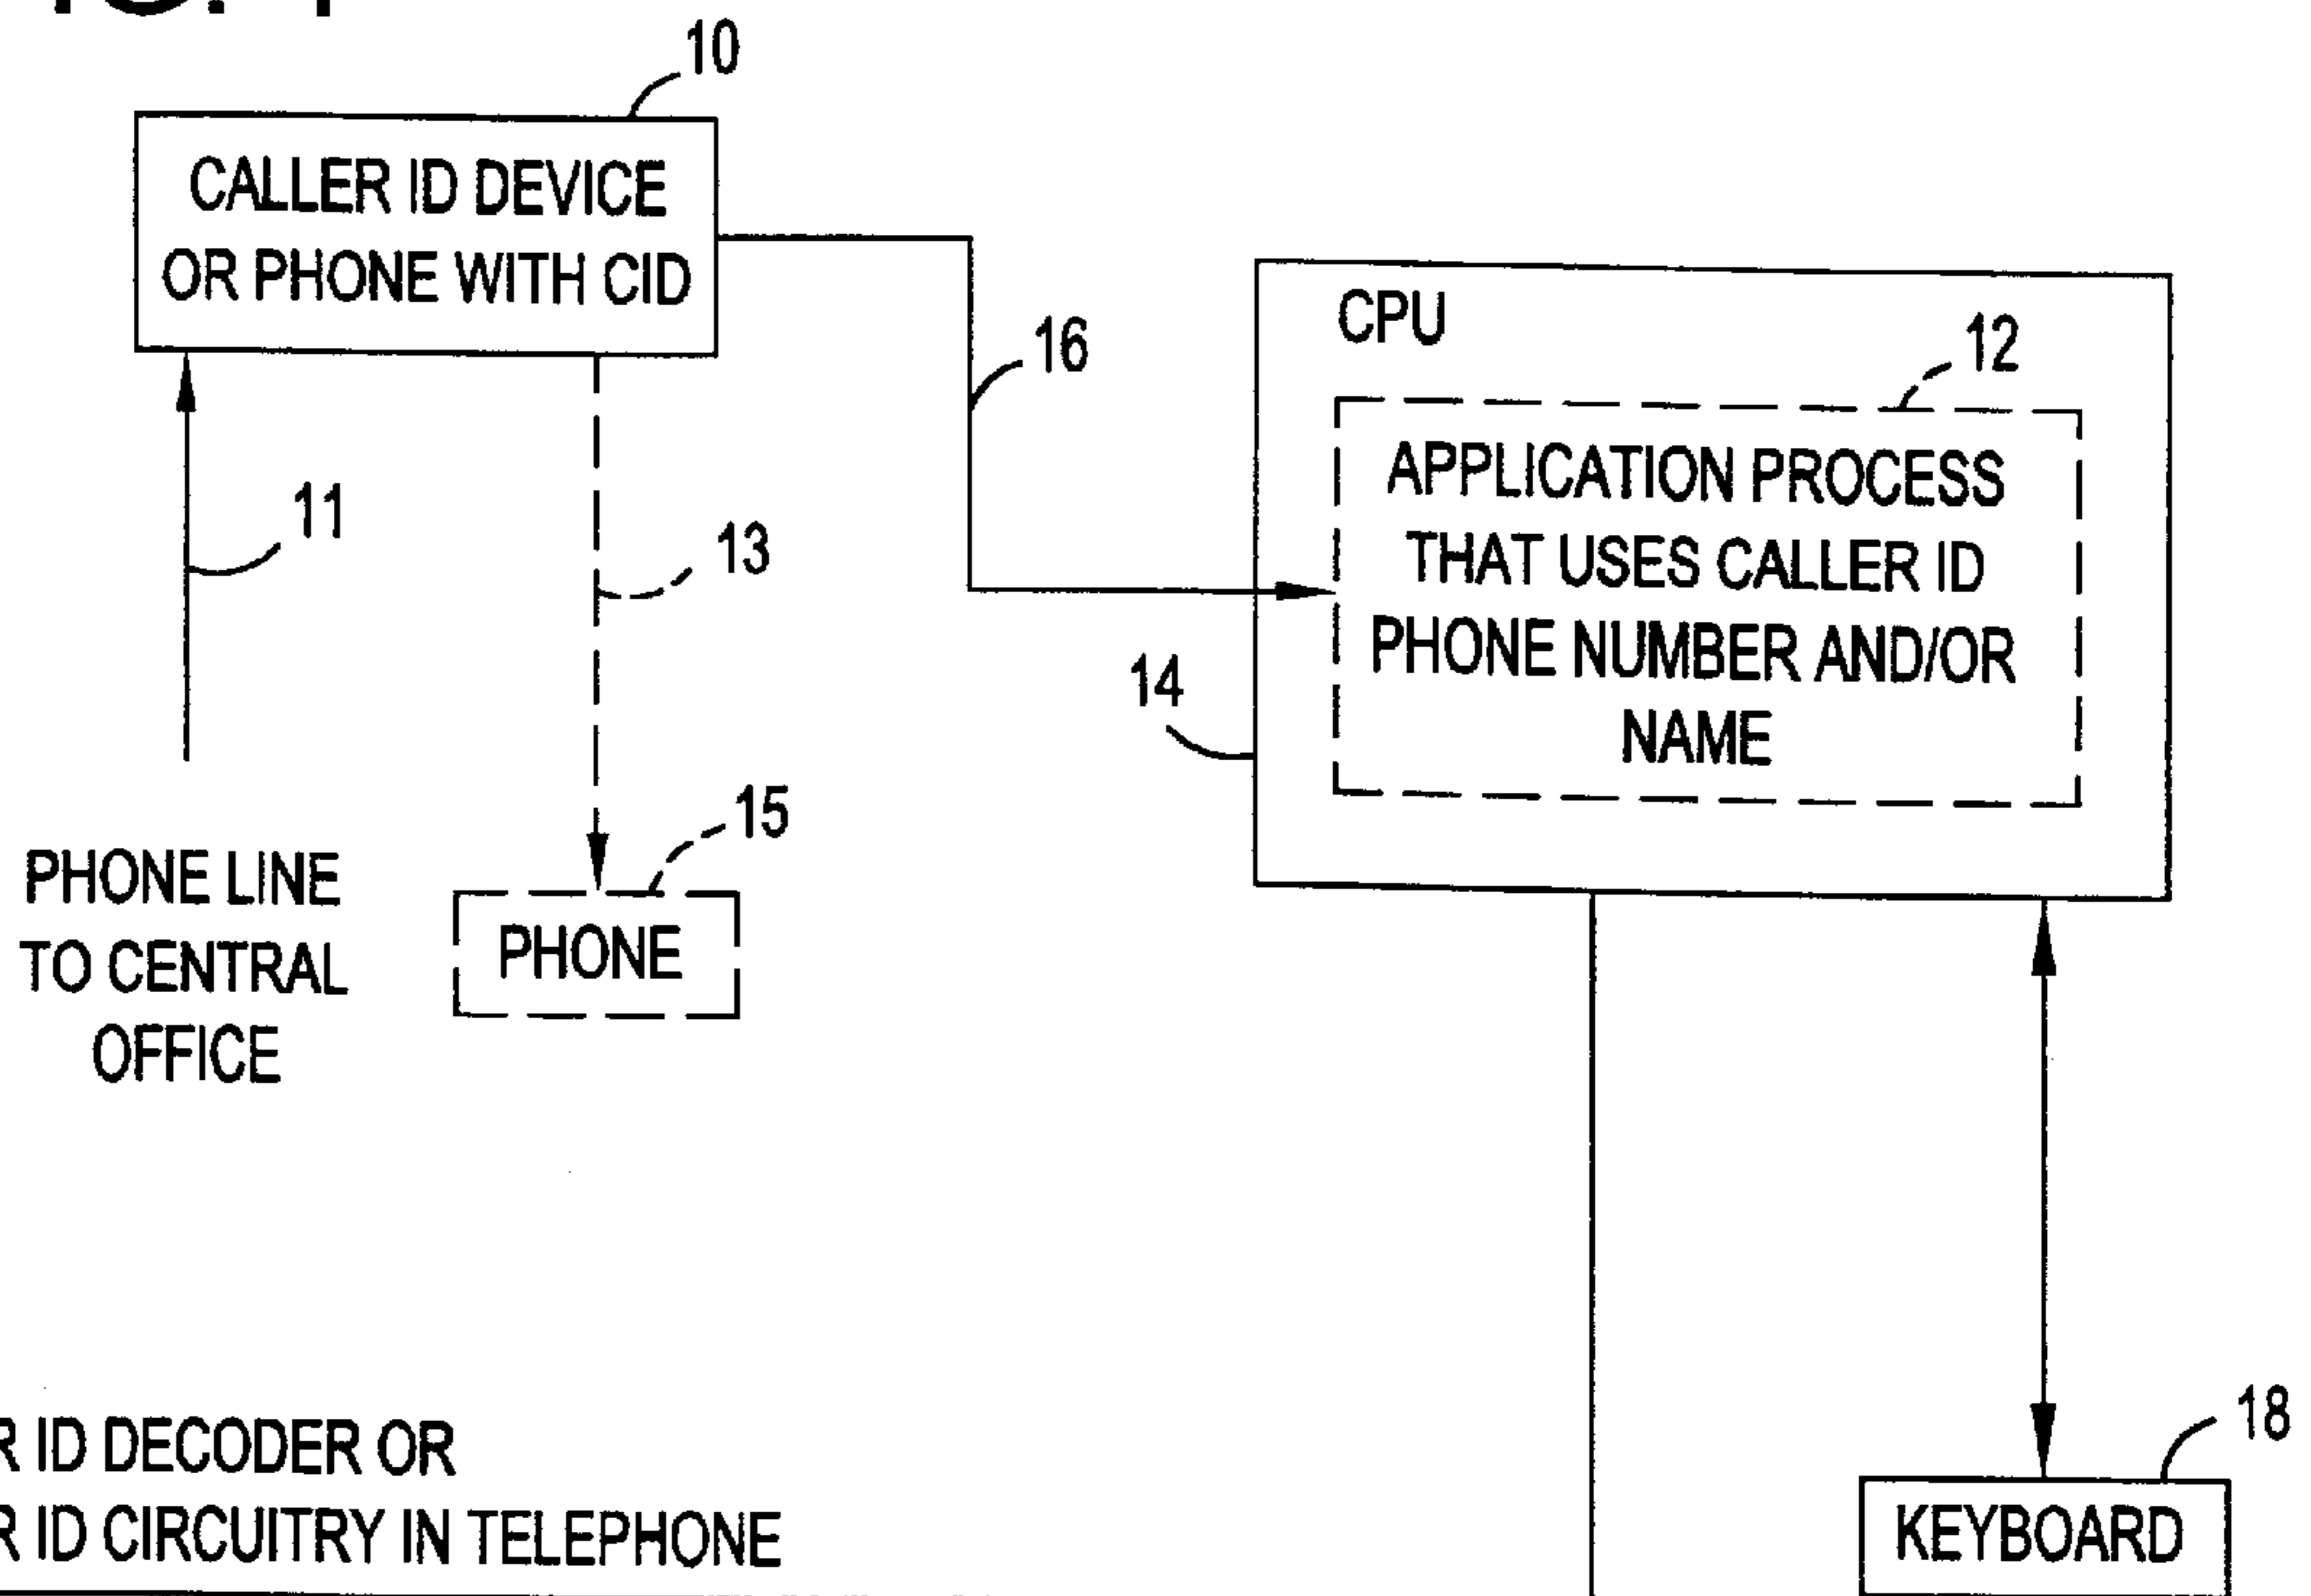 10
CALLER ID DEVICE
OR PHONE WITH CID
CPU
16
12
APPLICATION PROCESS
THAT USES CALLER ID
PHONE NUMBER AND/OR
NAME
11
13
14
15
PHONE LINE
TO CENTRAL
OFFICE
PHONE
18
R ID DECODER OR
R ID CIRCUITRY IN TELEPHONE
KEYBOARD